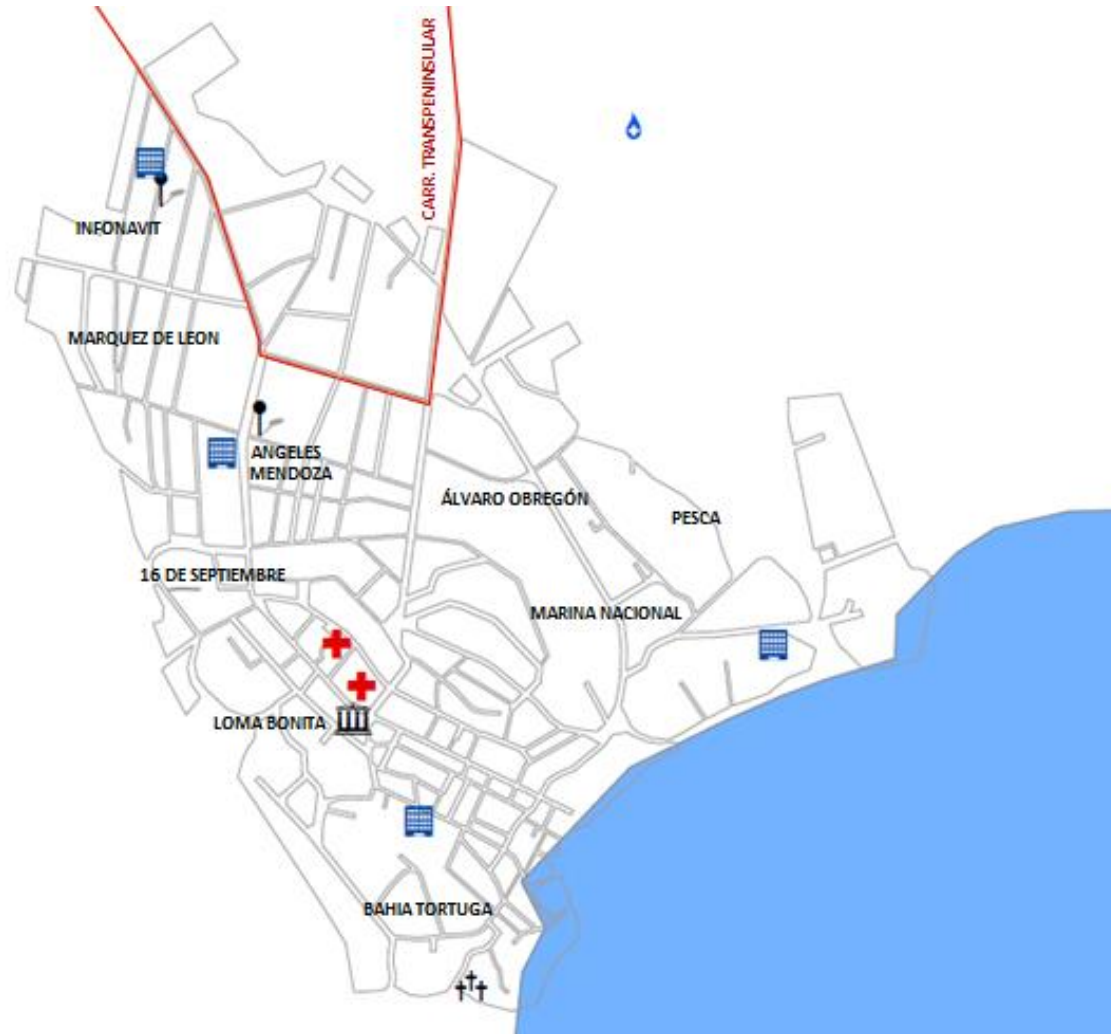 CARR. TRANSPENINSULAR
INFONAVIT
MARQUEZ DE LEON
ANGELES
MENDOZA
ÁLVARO OBREGÓN
PESCA
16 DE SEPTIEMBRE
MARINA NACIONAL
LOMA BONITA
BAHIA TORTUGA